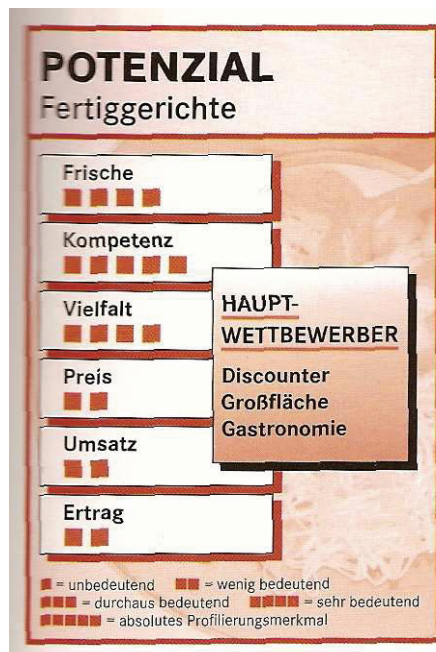 POTENZIAL
Fertiggerichte
Frische
Kompetenz
Vielfalt
Preis
Umsatz
Ertrag
HAUPT-
WETTBEWERBER
Discounter
Großfläche
Gastronomie
■ = unbedeutend ■■ = wenig bedeutend
■■■ = durchaus bedeutend ■■■■ = sehr bedeutend
■■■■■ = absolutes Profilierungsmerkmal